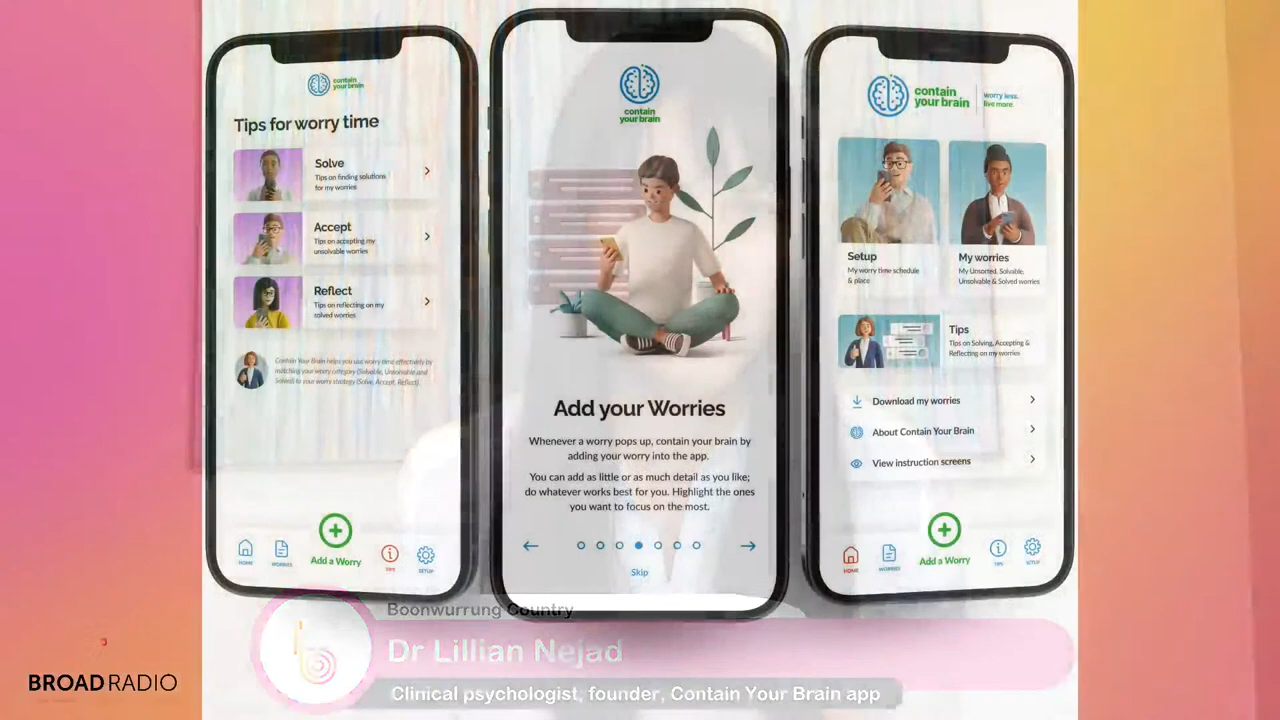 contain
your brain
Tips for worry time
Solve
Tips on finding solutions
for my worries
Accept
Tips on accepting my
unsolvable worries
Reflect
Tips on reflecting on my
solved worries
Contain Your Brain helps you use worry time effectively by
matching your worry category (Solvable, Unsolvable and
Solved) to your worry strategy (Solve, Accept, Reflect).
HOME
WORRIES
Add a Worry
TIPS
SETUP
contain
your brain
Add your Worries
Whenever a worry pops up, contain your brain by
adding your worry into the app.
You can add as little or as much detail as you like;
do whatever works best for you. Highlight the ones
you want to focus on the most.
Skip
contain
your brain
worry less.
live more.
Setup
My worry time schedule
& place
My worries
My Unsorted, Solvable,
Unsolvable & Solved worries
Tips
Tips on Solving, Accepting &
Reflecting on my worries
Download my worries
About Contain Your Brain
View instruction screens
HOME
WORRIES
Add a Worry
TIPS
SETUP
Boonwurrung Country
Dr Lillian Nejad
Clinical psychologist, founder, Contain Your Brain app
BROADRADIO